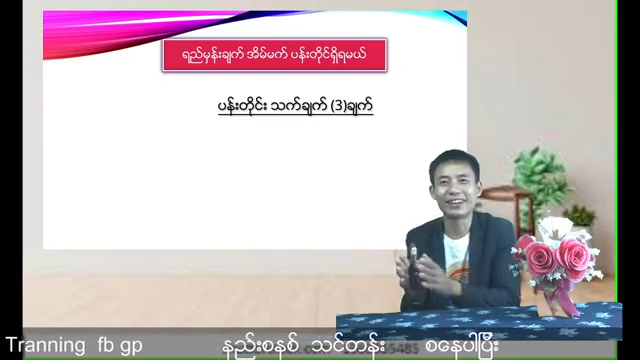 ရည်မှန်းချက် အိမ်မက် ပန်းတိုင်ရှိရမယ်
ပန်းတိုင်း သက်ချက် (3)ချက်
Tranning fb gp နည်းစနစ် သင်တန်း စနေပါပြီး